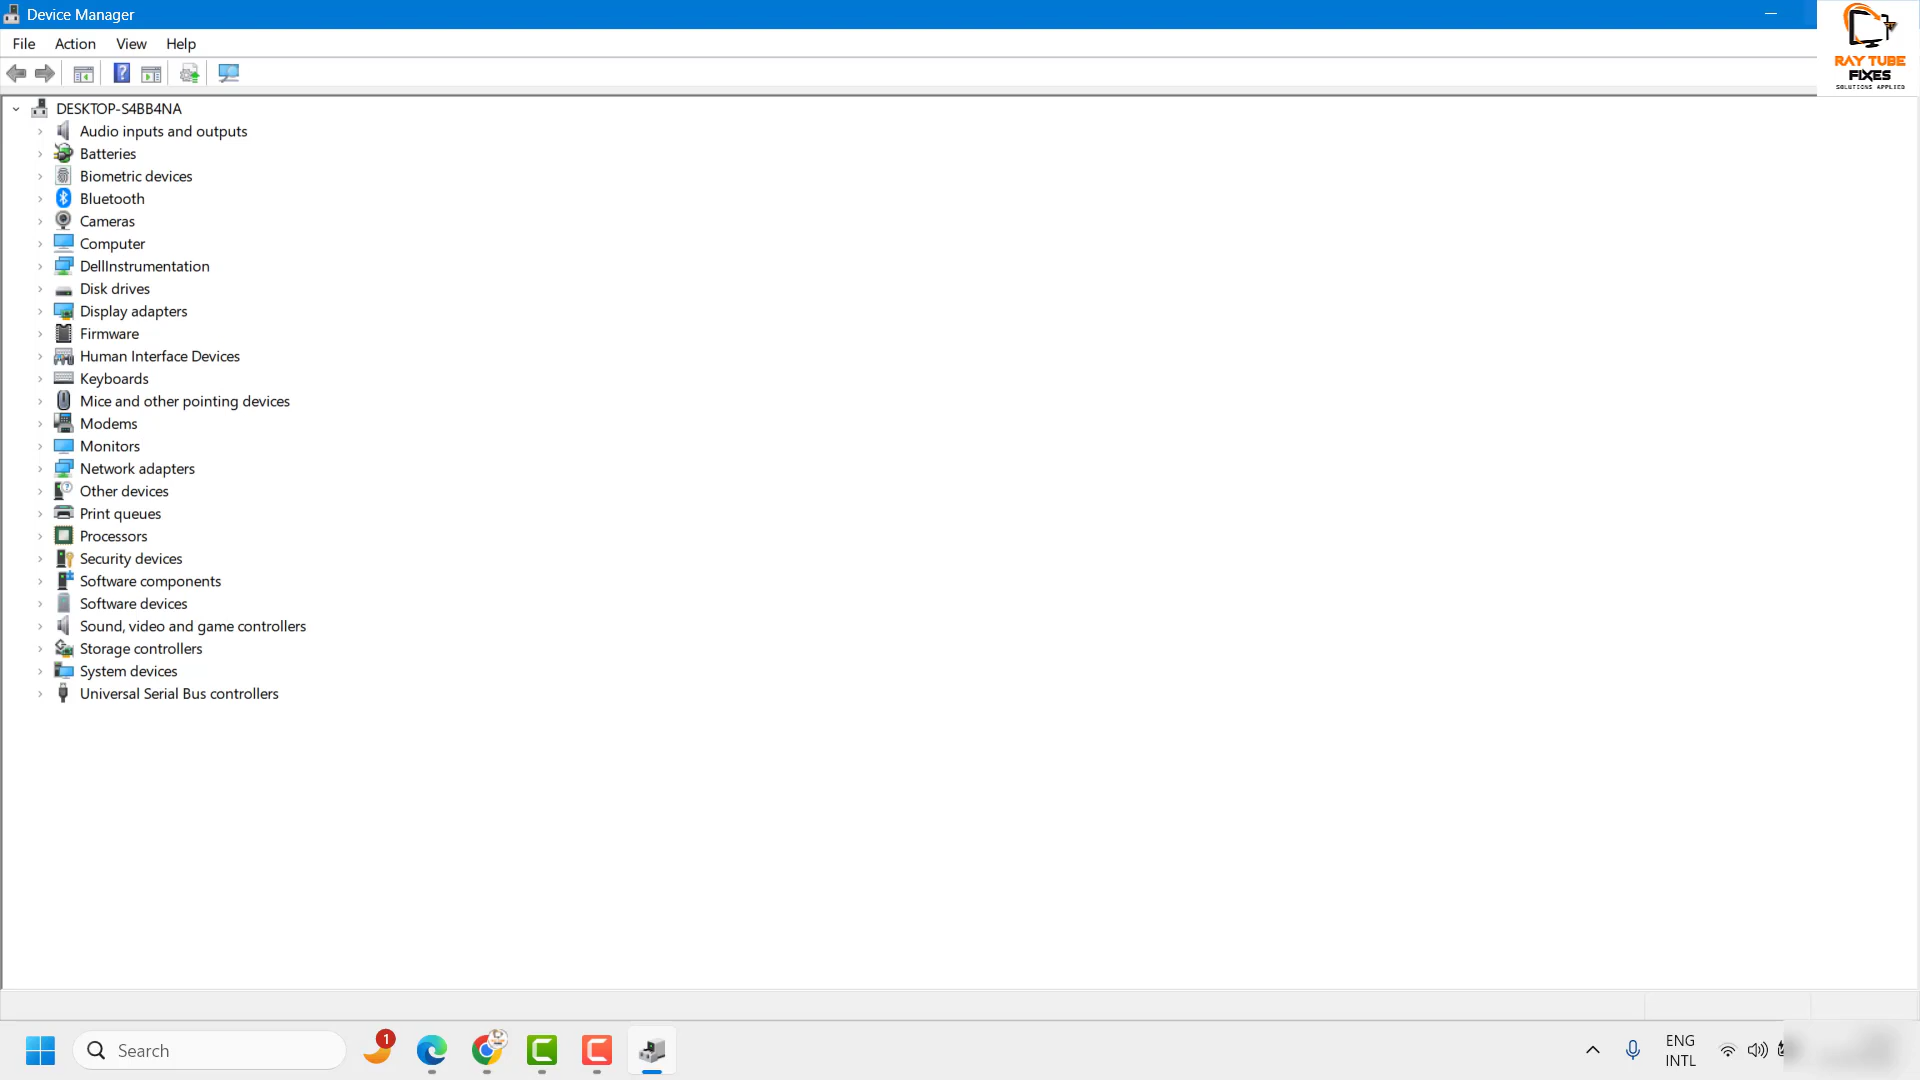 Device Manager
File Action View Help
RAY TUBE
FIXES
SOLUTIONS APPLIED
DESKTOP-S4BB4NA
Audio inputs and outputs
Batteries
Biometric devices
Bluetooth
Cameras
Computer
DellInstrumentation
Disk drives
Display adapters
Firmware
Human Interface Devices
Keyboards
Mice and other pointing devices
Modems
Monitors
Network adapters
Other devices
Print queues
Processors
Security devices
Software components
Software devices
Sound, video and game controllers
Storage controllers
System devices
Universal Serial Bus controllers
Search
1
ENG
INTL